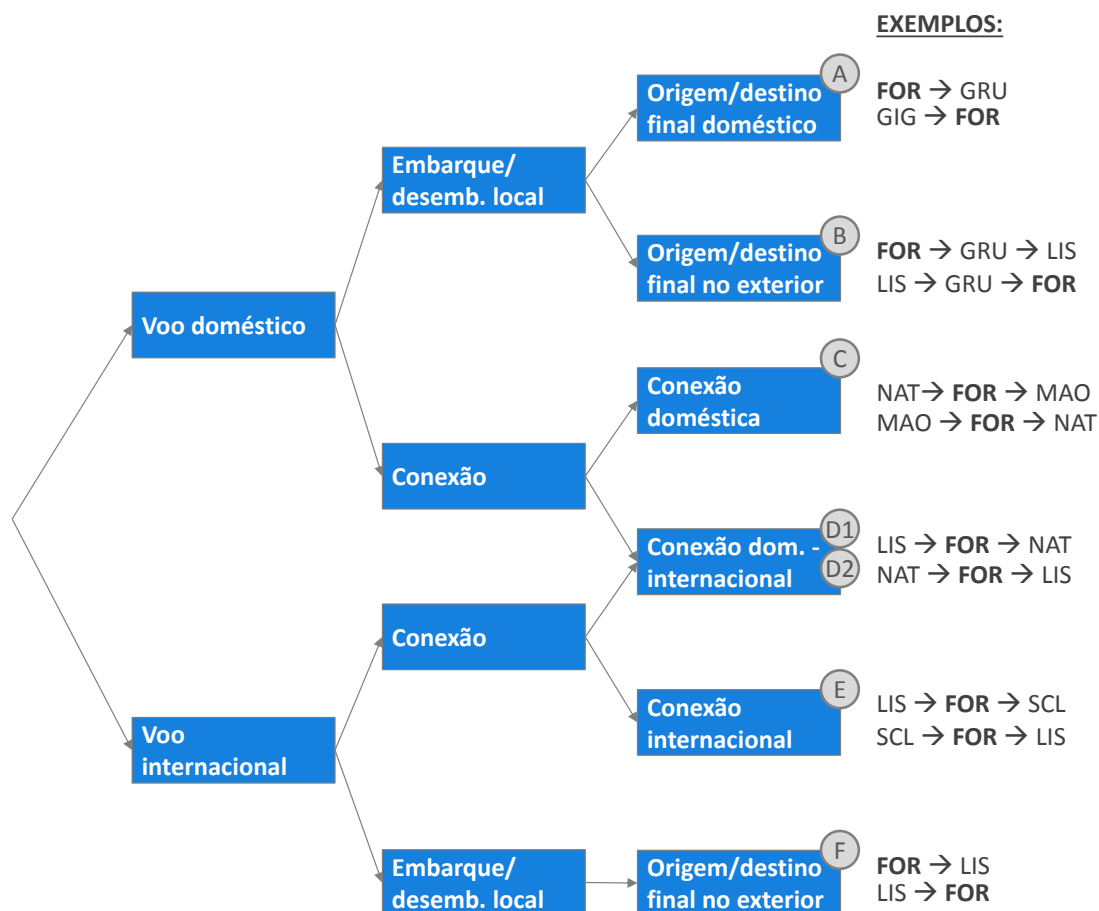 EXEMPLOS:
A
Origem/destino
final doméstico
FOR → GRU
GIG → FOR
Embarque/
desemb. local
B
Origem/destino
final no exterior
FOR → GRU → LIS
LIS → GRU → FOR
Voo doméstico
C
Conexão
doméstica
NAT→ FOR → MAO
MAO → FOR → NAT
Conexão
D1
Conexão dom. -
internacional
D2
LIS → FOR → NAT
NAT → FOR → LIS
Conexão
E
Conexão
internacional
LIS → FOR → SCL
SCL → FOR → LIS
Voo
internacional
Embarque/
desemb. local
F
Origem/destino
final no exterior
FOR → LIS
LIS → FOR